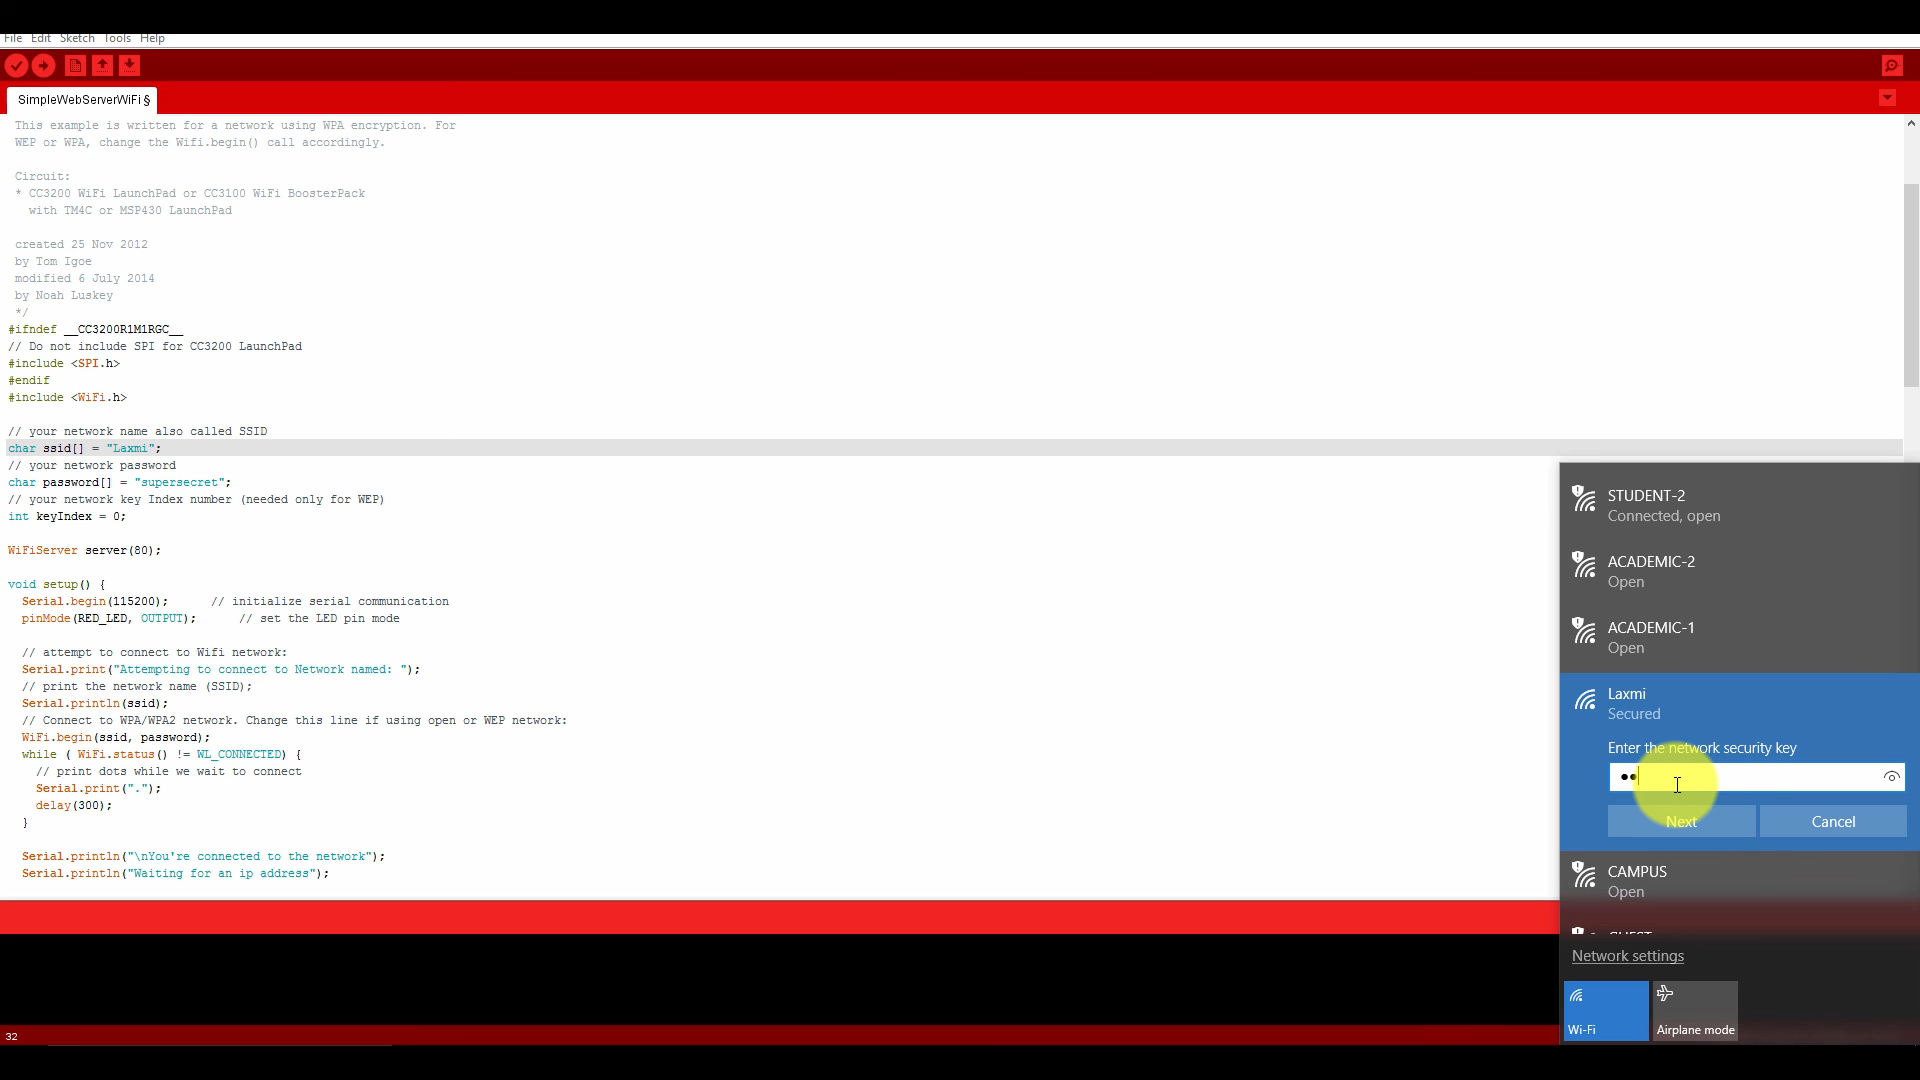 File Edit Sketch Tools Help
SimpleWebServerWiFi §
This example is written for a network using WPA encryption. For
WEP or WPA, change the Wifi.begin() call accordingly.
Circuit:
* CC3200 WiFi LaunchPad or CC3100 WiFi BoosterPack
with TM4C or MSP430 LaunchPad
created 25 Nov 2012
by Tom Igoe
modified 6 July 2014
by Noah Luskey
*/
#ifndef __CC3200R1M1RGC__
// Do not include SPI for CC3200 LaunchPad
#include <SPI.h>
#endif
#include <WiFi.h>
// your network name also called SSID
char ssid[] = "Laxmi";
// your network password
char password[] = "supersecret";
// your network key Index number (needed only for WEP)
int keyIndex = 0;
WiFiServer server(80);
void setup() {
Serial.begin(115200);      // initialize serial communication
pinMode(RED_LED, OUTPUT);      // set the LED pin mode
// attempt to connect to Wifi network:
Serial.print("Attempting to connect to Network named: ");
// print the network name (SSID);
Serial.println(ssid);
// Connect to WPA/WPA2 network. Change this line if using open or WEP network:
WiFi.begin(ssid, password);
while ( WiFi.status() != WL_CONNECTED) {
// print dots while we wait to connect
Serial.print(".");
delay(300);
}
Serial.println("\nYou're connected to the network");
Serial.println("Waiting for an ip address");
32
STUDENT-2
Connected, open
ACADEMIC-2
Open
ACADEMIC-1
Open
Laxmi
Secured
Enter the network security key
Next Cancel
CAMPUS
Open
Network settings
Wi-Fi Airplane mode